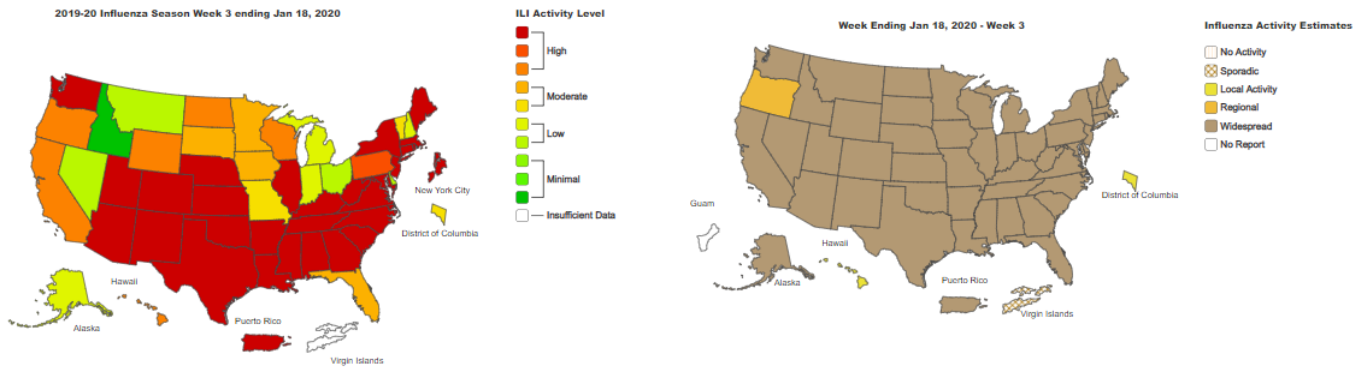 2019-20 Influenza Season Week 3 ending Jan 18, 2020
ILI Activity Level
High
Moderate
Low
Minimal
Insufficient Data
New York City
District of Columbia
Hawaii
Alaska
Puerto Rico
Virgin Islands
Week Ending Jan 18, 2020 - Week 3
Influenza Activity Estimates
No Activity
Sporadic
Local Activity
Regional
Widespread
No Report
District of Columbia
Guam
Hawaii
Alaska
Puerto Rico
Virgin Islands